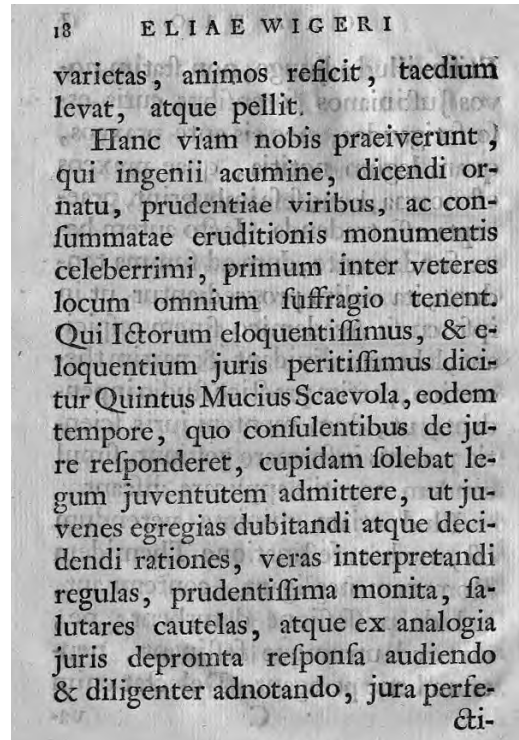 18 ELIAE WIGERI
varietas, animos reficit, taedium
levat, atque pellit.
Hanc viam nobis praeiverunt,
qui ingenii acumine, dicendi or-
natu, prudentiae viribus, ac con-
ſummatae eruditionis monumentis
celeberrimi, primum inter veteres
locum omnium ſuffragio tenent.
Qui Ictorum eloquentiſſimus, & e-
loquentium juris peritiſſimus dici-
tur Quintus Mucius Scaevola, eodem
tempore, quo conſulentibus de ju-
re reſponderet, cupidam ſolebat le-
gum juventutem admittere, ut ju-
venes egregias dubitandi atque deci-
dendi rationes, veras interpretandi
regulas, prudentiſſima monita, ſa-
lutares cautelas, atque ex analogia
juris depromta reſponſa audiendo
& diligenter adnotando, jura perfe-
cti-